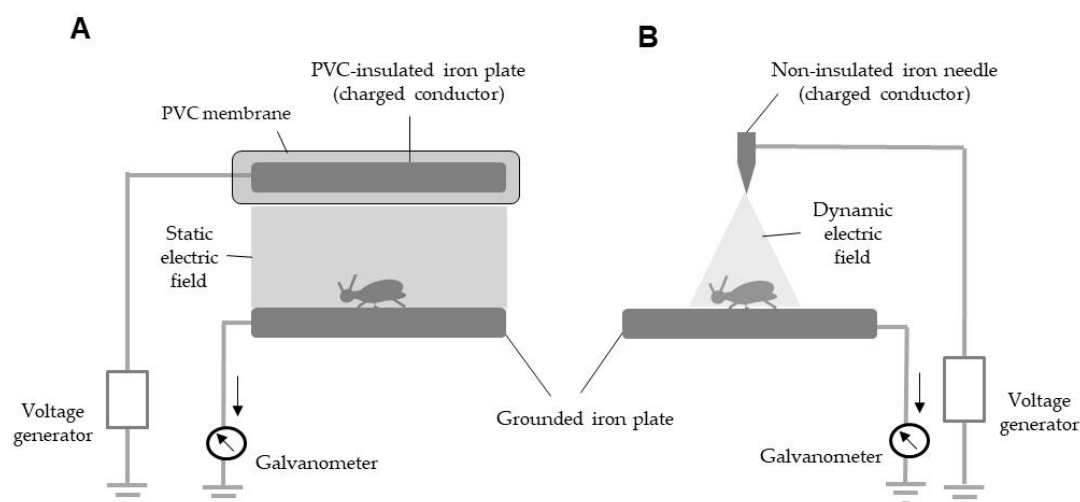 A
PVC-insulated iron plate
(charged conductor)
PVC membrane
Static
electric
field
Voltage
generator
Galvanometer
Grounded iron plate
B
Non-insulated iron needle
(charged conductor)
Dynamic
electric
field
Galvanometer
Voltage
generator